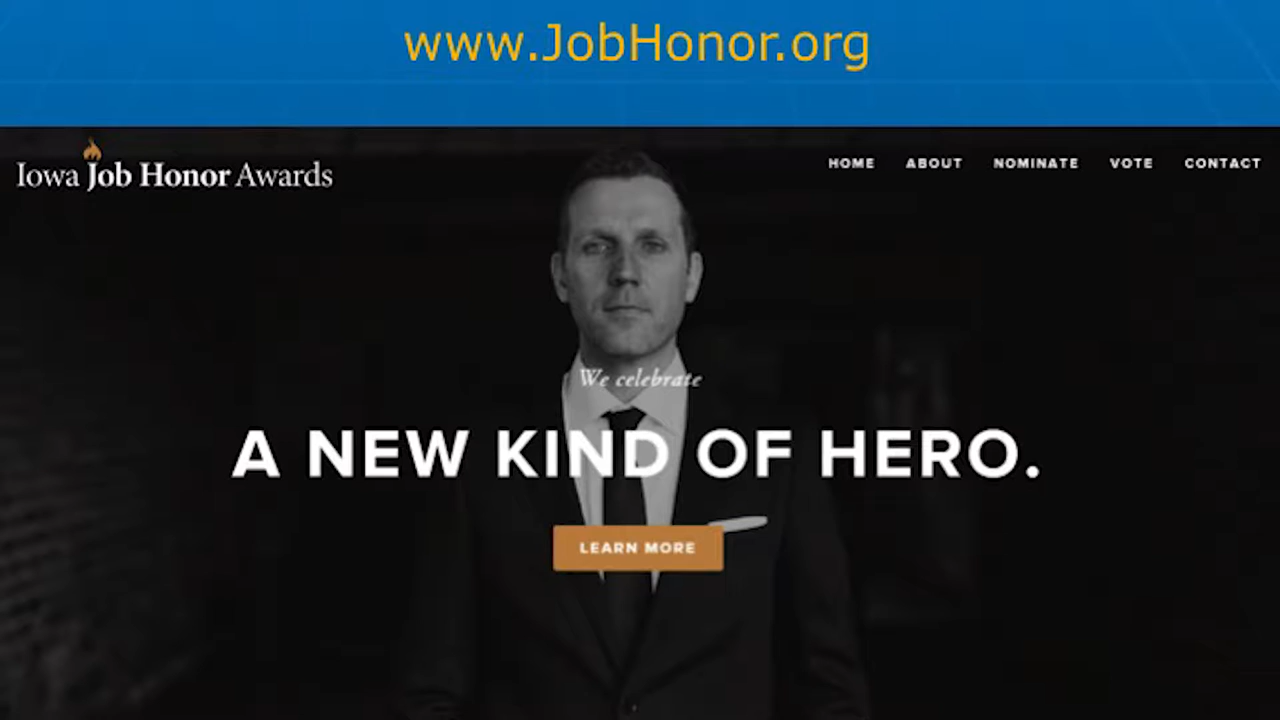 www.JobHonor.org
Iowa Job Honor Awards
HOME ABOUT NOMINATE VOTE CONTACT
We celebrate
A NEW KIND OF HERO.
LEARN MORE